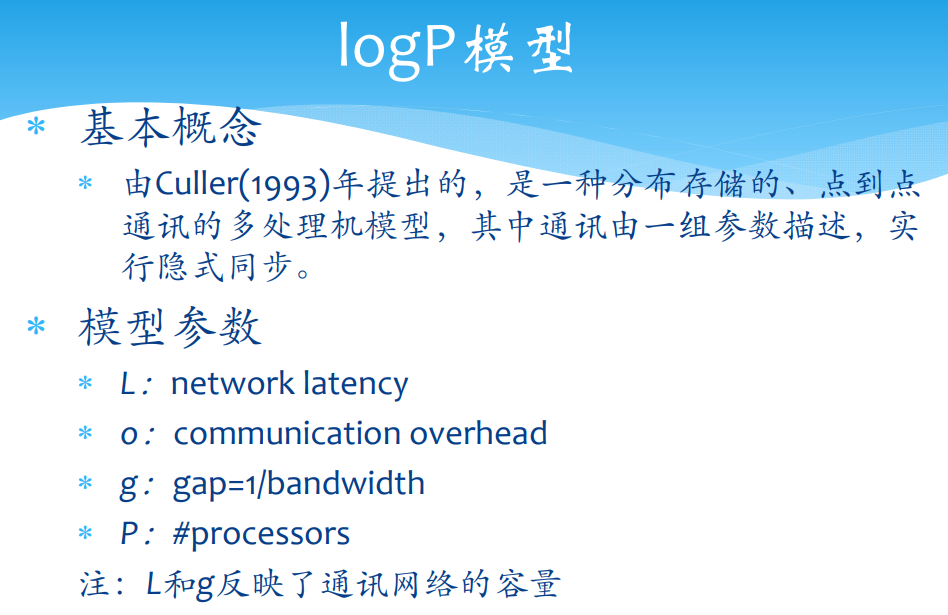 logP模型
* 基本概念
* 由Culler(1993)年提出的，是一种分布存储的、点到点
通讯的多处理机模型，其中通讯由一组参数描述，实
行隐式同步。
* 模型参数
* L：network latency
* o：communication overhead
* g：gap=1/bandwidth
* P：#processors
注：L和g反映了通讯网络的容量